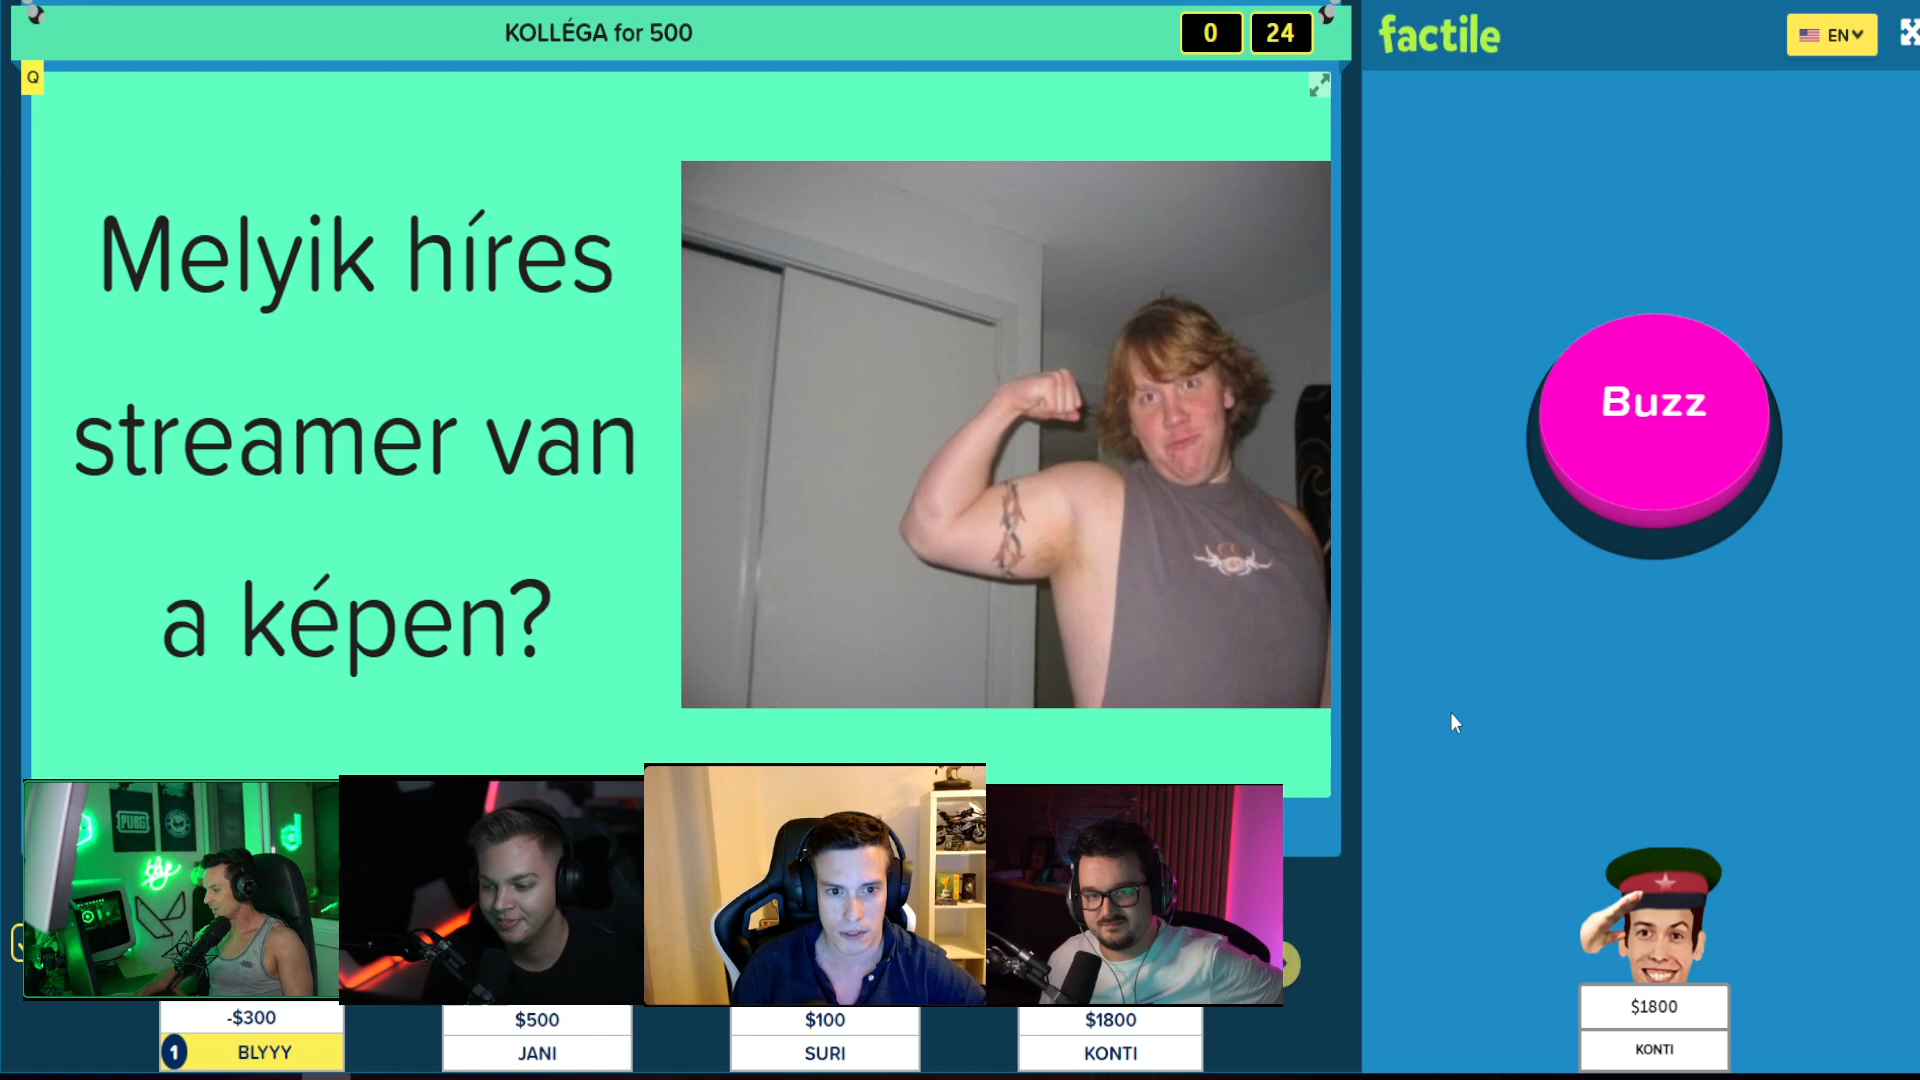 KOLLÉGA for 500
0
24
factile
EN
Q
Melyik híres
streamer van
a képen?
Buzz
PUBG
-$300
1
BLYYY
$500
JANI
$100
SURI
$1800
KONTI
$1800
KONTI